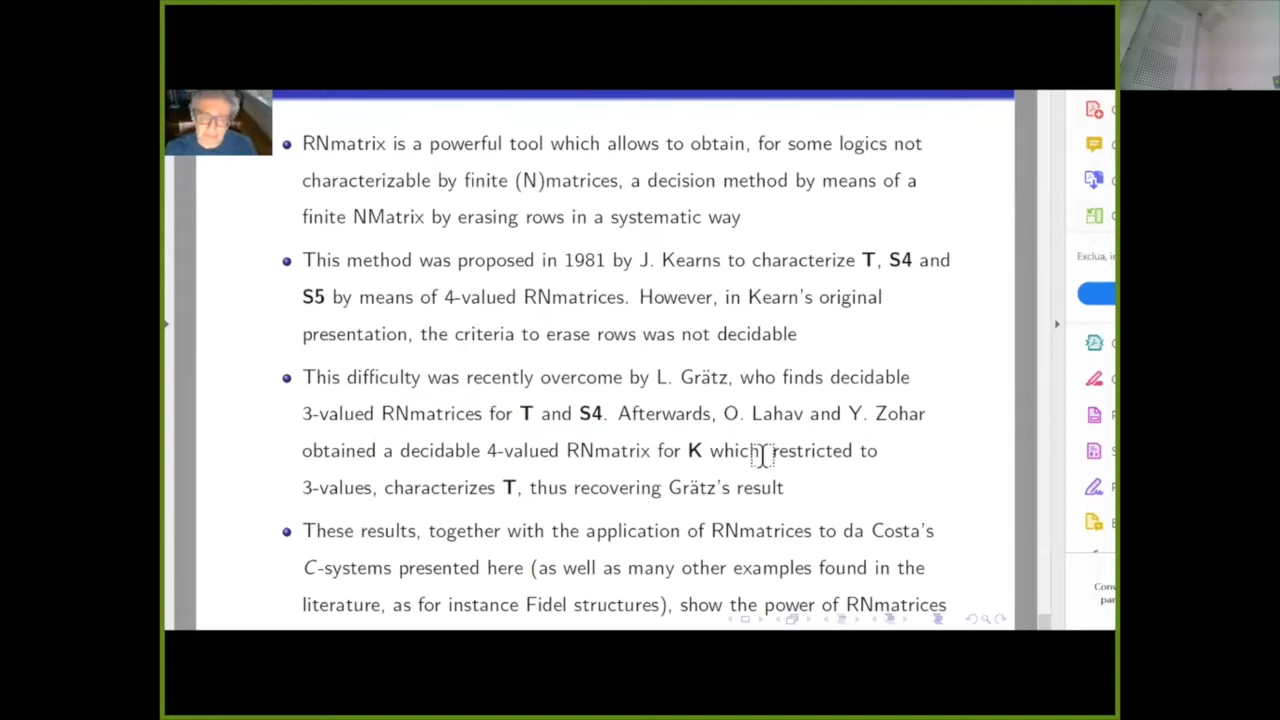 RNmatrix is a powerful tool which allows to obtain, for some logics not
characterizable by finite (N)matrices, a decision method by means of a
finite NMatrix by erasing rows in a systematic way
This method was proposed in 1981 by J. Kearns to characterize T, S4 and
S5 by means of 4-valued RNmatrices. However, in Kearn's original
presentation, the criteria to erase rows was not decidable
This difficulty was recently overcome by L. Grätz, who finds decidable
3-valued RNmatrices for T and S4. Afterwards, O. Lahav and Y. Zohar
obtained a decidable 4-valued RNmatrix for K which restricted to
3-values, characterizes T, thus recovering Grätz's result
These results, together with the application of RNmatrices to da Costa's
C-systems presented here (as well as many other examples found in the
literature, as for instance Fidel structures), show the power of RNmatrices
Exclua, i
Conv
par